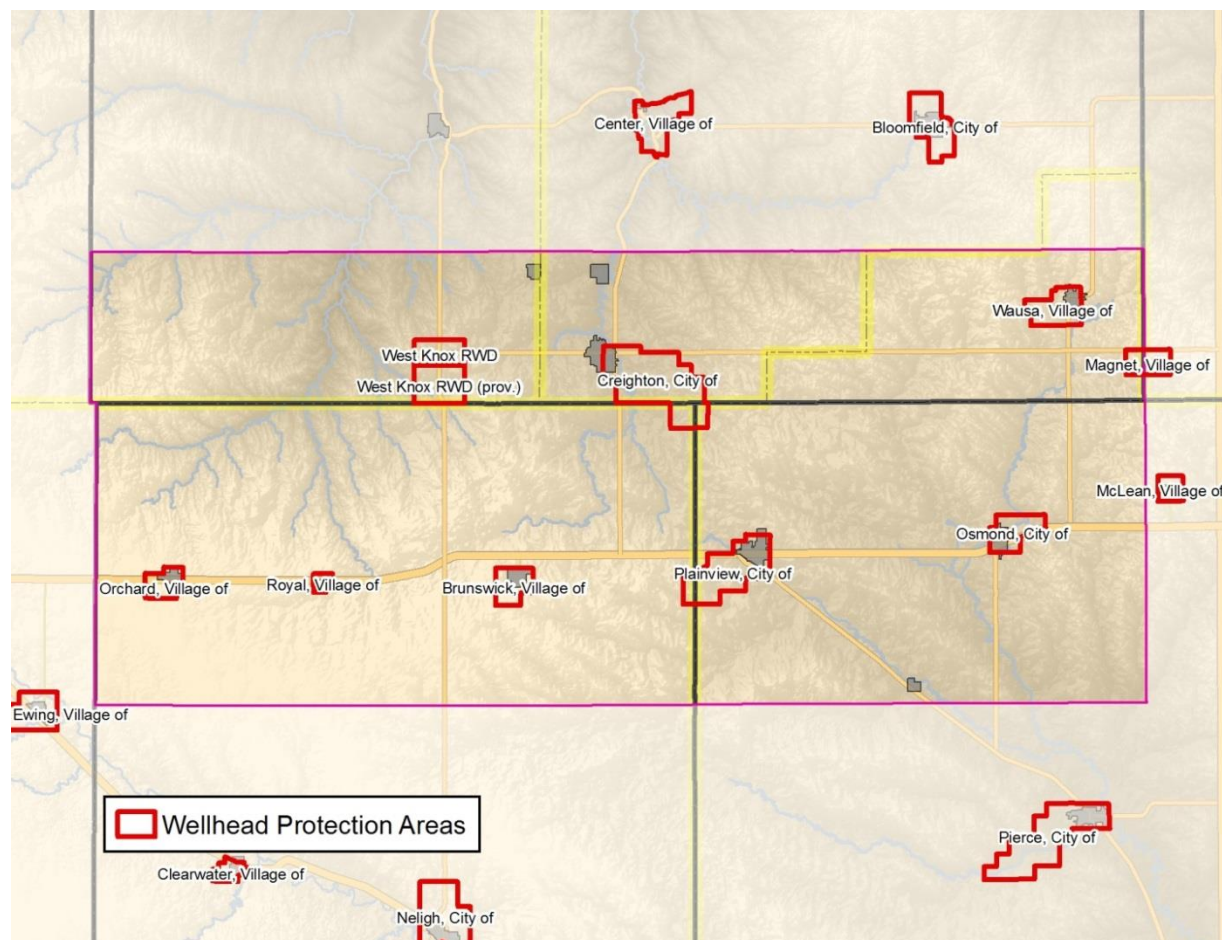 Center, Village of
Bloomfield, City of
Wausa, Village of
West Knox RWD
Magnet, Village of
Creighton, City of
West Knox RWD (prov.)
McLean, Village of
Osmond, City of
Plainview, City of
Orchard, Village of
Royal, Village of
Brunswick, Village of
Ewing, Village of
Wellhead Protection Areas
Pierce, City of
Clearwater, Village of
Neligh, City of